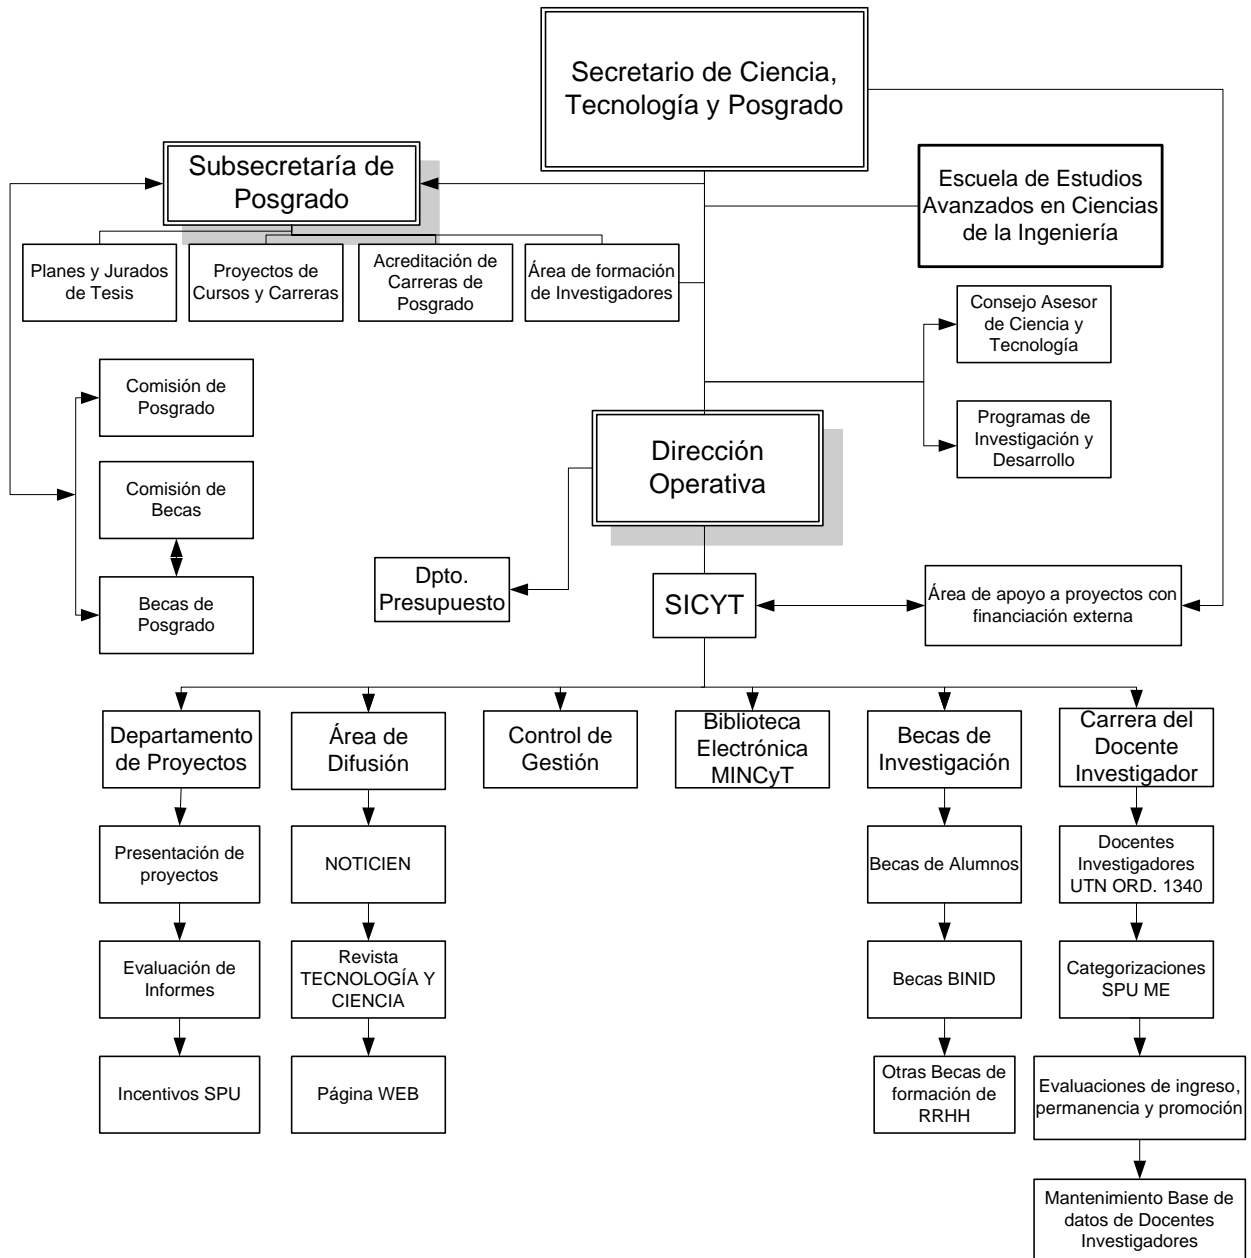 Secretario de Ciencia,
Tecnología y Posgrado
Subsecretaría de
Posgrado
Escuela de Estudios
Avanzados en Ciencias
de la Ingeniería
Planes y Jurados
de Tesis
Proyectos de
Cursos y Carreras
Acreditación de
Carreras de
Posgrado
Área de formación
de Investigadores
Consejo Asesor
de Ciencia y
Tecnología
Comisión de
Posgrado
Programas de
Investigación y
Desarrollo
Dirección
Operativa
Comisión de
Becas
Dpto.
Presupuesto
SICYT
Área de apoyo a proyectos con
financiación externa
Becas de
Posgrado
Departamento
de Proyectos
Área de
Difusión
Control de
Gestión
Biblioteca
Electrónica
MINCyT
Becas de
Investigación
Carrera del
Docente
Investigador
Presentación de
proyectos
NOTICIEN
Becas de Alumnos
Docentes
Investigadores
UTN ORD. 1340
Evaluación de
Informes
Revista
TECNOLOGÍA Y
CIENCIA
Becas BINID
Categorizaciones
SPU ME
Incentivos SPU
Página WEB
Otras Becas de
formación de
RRHH
Evaluaciones de ingreso,
permanencia y promoción
Mantenimiento Base de
datos de Docentes
Investigadores